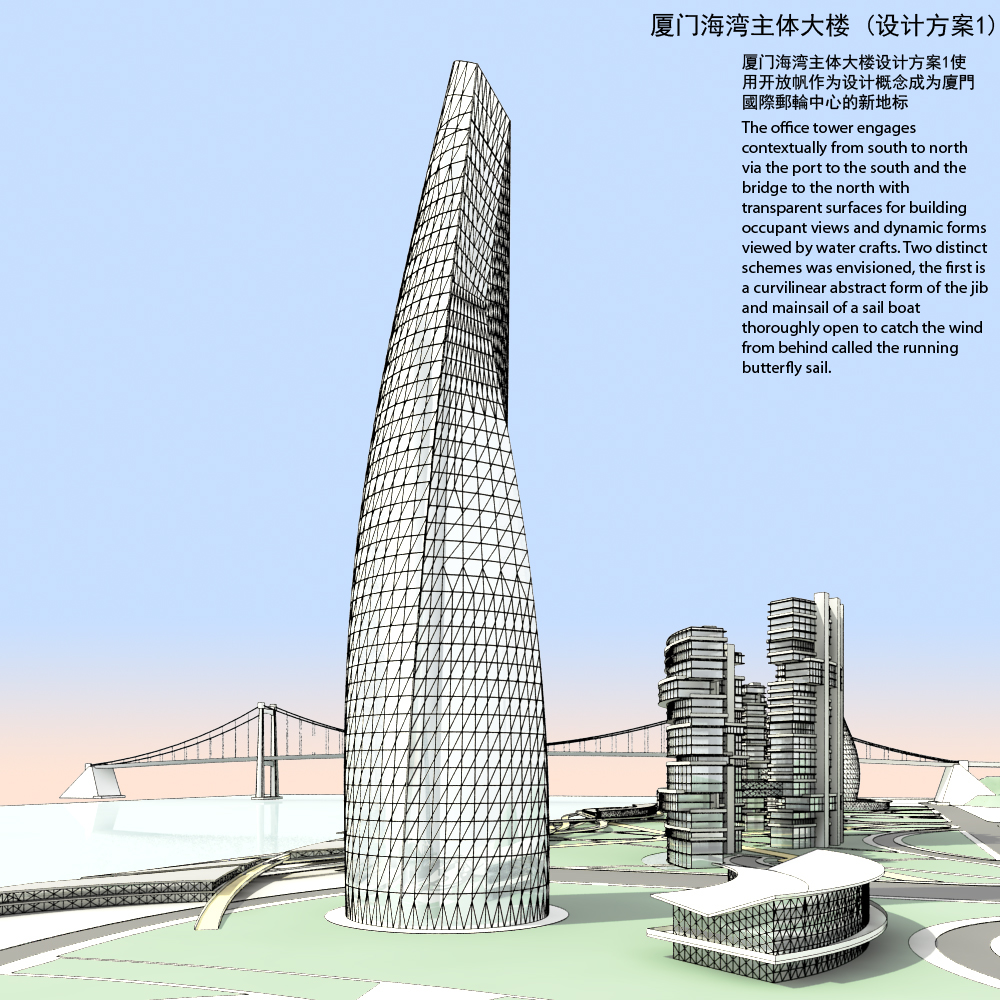 厦门海湾主体大楼 (设计方案1)
厦门海湾主体大楼设计方案1使
用开放帆作为设计概念成为廈門
國際郵輪中心的新地标
The office tower engages
contextually from south to north
via the port to the south and the
bridge to the north with
transparent surfaces for building
occupant views and dynamic forms
viewed by water crafts. Two distinct
schemes was envisioned, the first is
a curvilinear abstract form of the jib
and mainsail of a sail boat
thoroughly open to catch the wind
from behind called the running
butterfly sail.